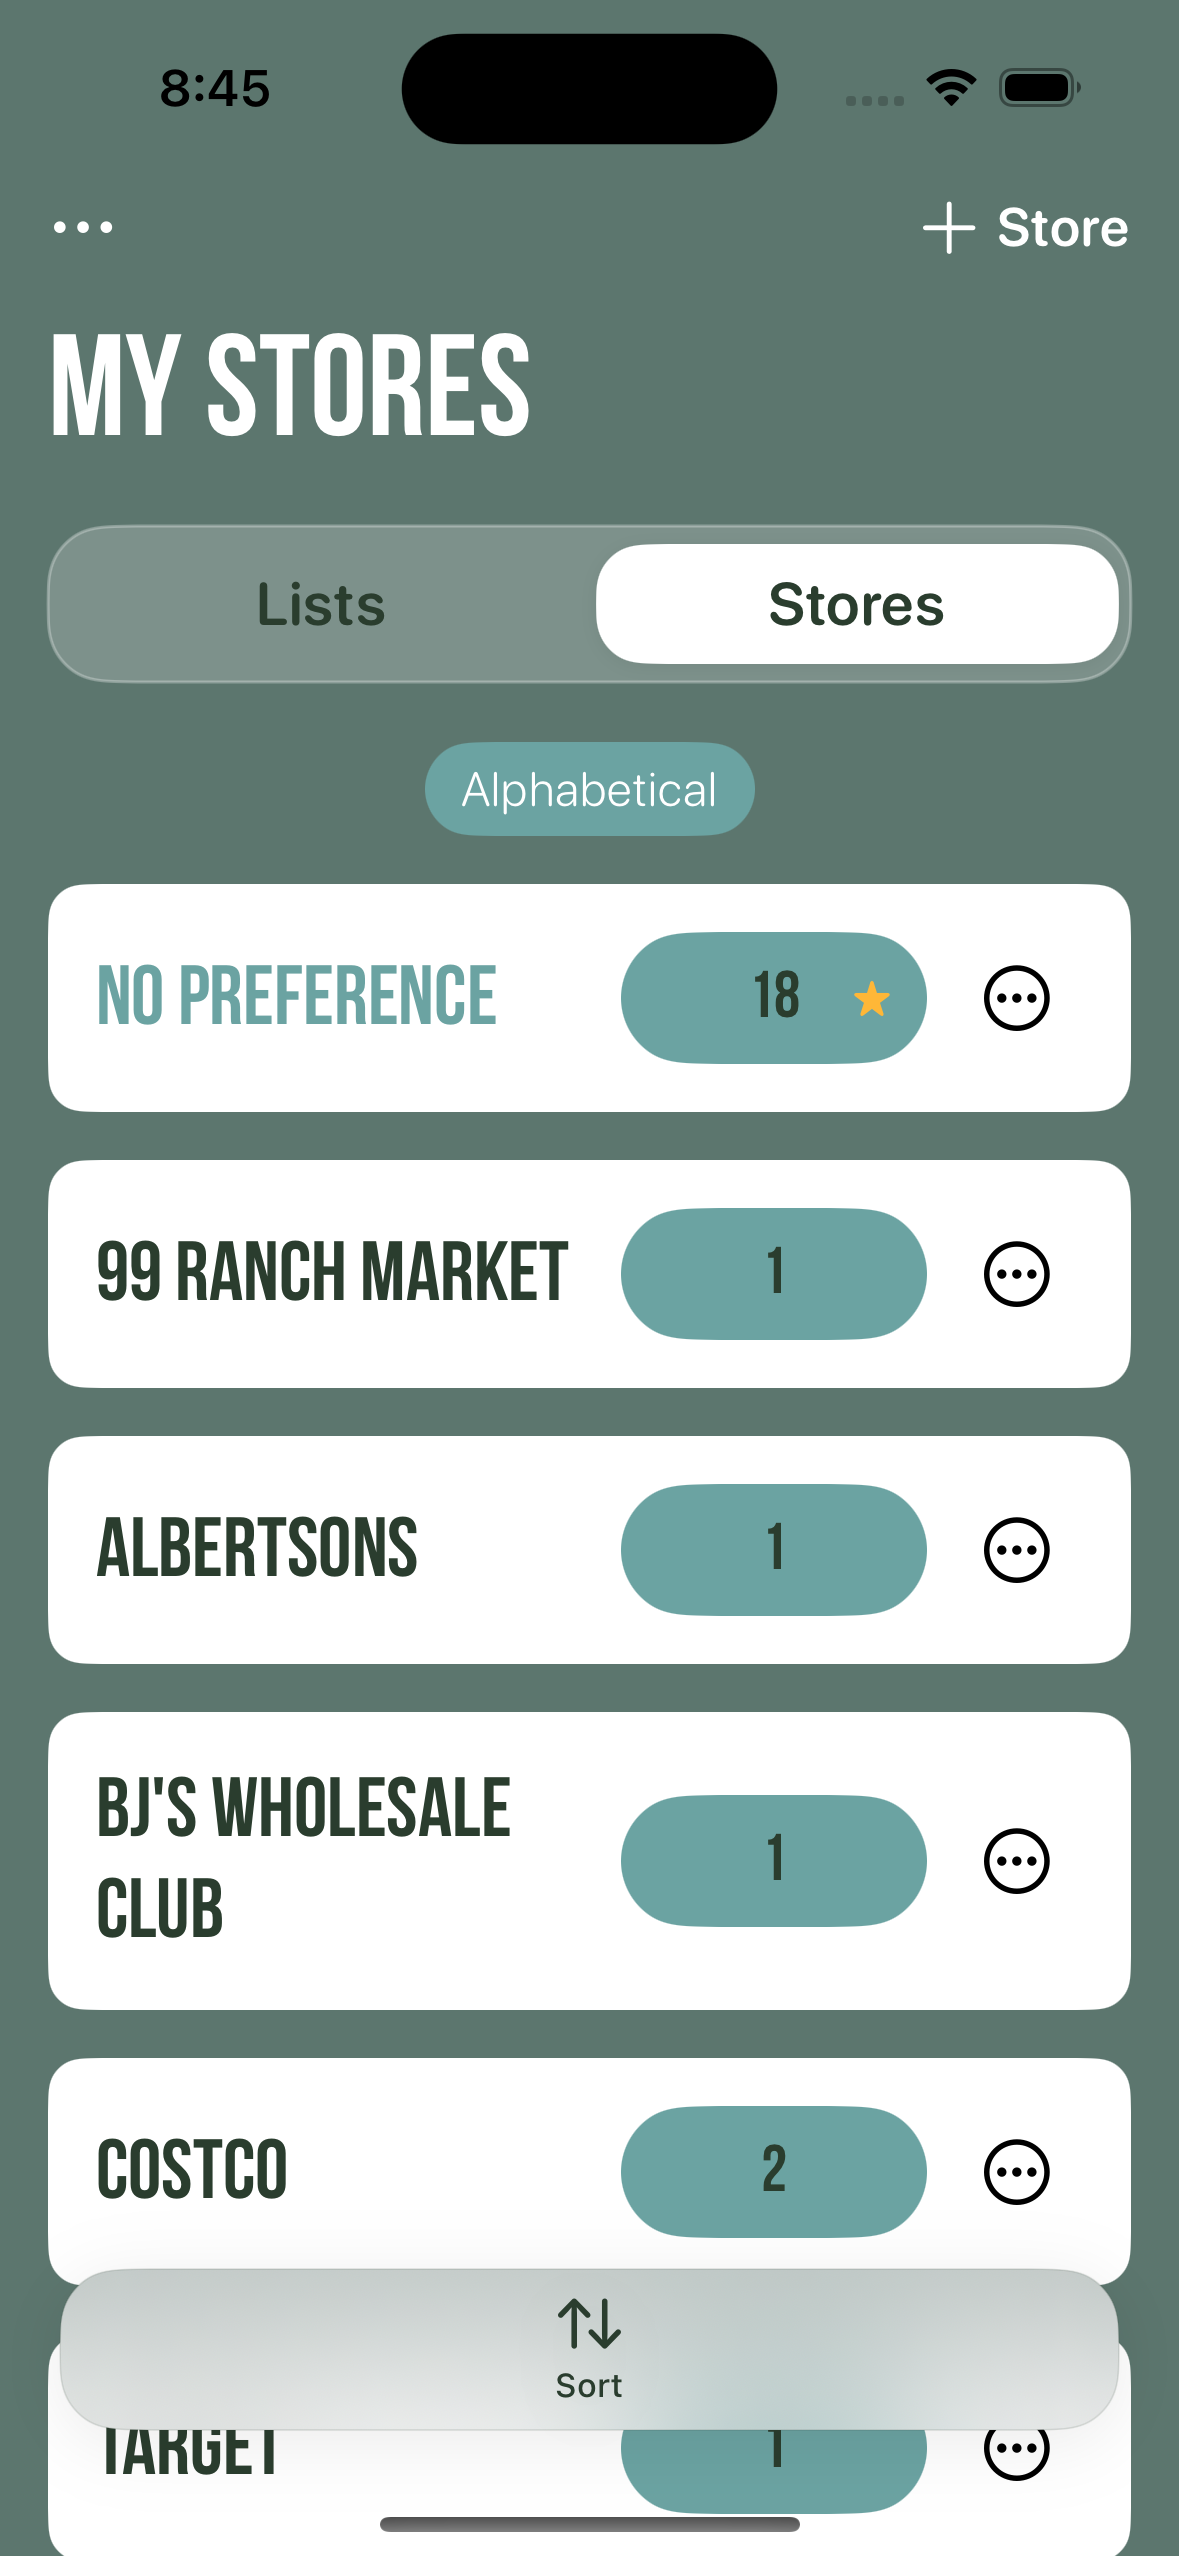 8:45
Store
MY STORES
Lists
Stores
Alphabetical
NO PREFERENCE
18
99 RANCH MARKET
1
ALBERTSONS
1
BJ'S WHOLESALE
CLUB
1
COSTCO
2
Sort
TARGET
1